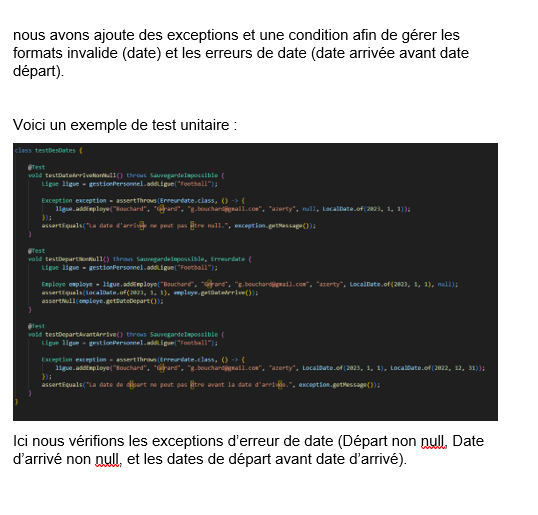 nous avons ajoute des exceptions et une condition afin de gérer les
formats invalide (date) et les erreurs de date (date arrivée avant date
départ).
Voici un exemple de test unitaire :
class testDesDates {
@Test
void testDateArriveNonNull() throws SauvegardeImpossible {
Ligue ligue = gestionPersonnel.addLigue("Football");
Exception exception = assertThrows(Erreurdate.class, () -> {
ligue.addEmploye("Bouchard", "Gérard", "g.bouchard@gmail.com", "azerty", null, LocalDate.of(2023, 1, 1));
});
assertEquals("La date d'arrivée ne peut pas être null.", exception.getMessage());
}
@Test
void testDepartNonNull() throws SauvegardeImpossible, Erreurdate {
Ligue ligue = gestionPersonnel.addLigue("Football");
Employe employe = ligue.addEmploye("Bouchard", "Gérard", "g.bouchard@gmail.com", "azerty", LocalDate.of(2023, 1, 1), null);
assertEquals(LocalDate.of(2023, 1, 1), employe.getDateArrive());
assertNull(employe.getDateDepart());
}
@Test
void testDepartAvantArrive() throws SauvegardeImpossible {
Ligue ligue = gestionPersonnel.addLigue("Football");
Exception exception = assertThrows(Erreurdate.class, () -> {
ligue.addEmploye("Bouchard", "Gérard", "g.bouchard@gmail.com", "azerty", LocalDate.of(2023, 1, 1), LocalDate.of(2022, 12, 31));
});
assertEquals("La date de départ ne peut pas être avant la date d'arrivée.", exception.getMessage());
}
}
Ici nous vérifions les exceptions d'erreur de date (Départ non null, Date
d'arrivé non null, et les dates de départ avant date d'arrivé).